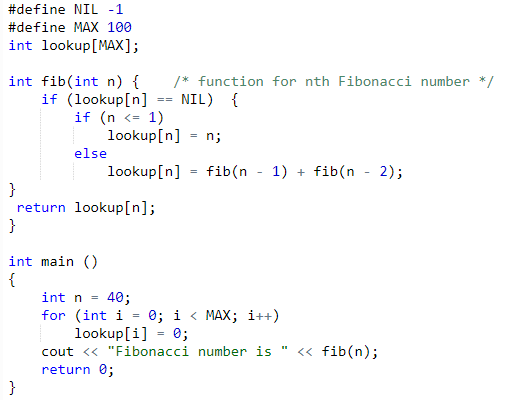 #define NIL -1
#define MAX 100
int lookup[MAX];

int fib(int n) {    /* function for nth Fibonacci number */
    if (lookup[n] == NIL)  {
        if (n <= 1)
            lookup[n] = n;
        else
            lookup[n] = fib(n - 1) + fib(n - 2);
}
 return lookup[n];
}

int main ()
{
    int n = 40;
    for (int i = 0; i < MAX; i++)
        lookup[i] = 0;
    cout << "Fibonacci number is " << fib(n);
    return 0;
}